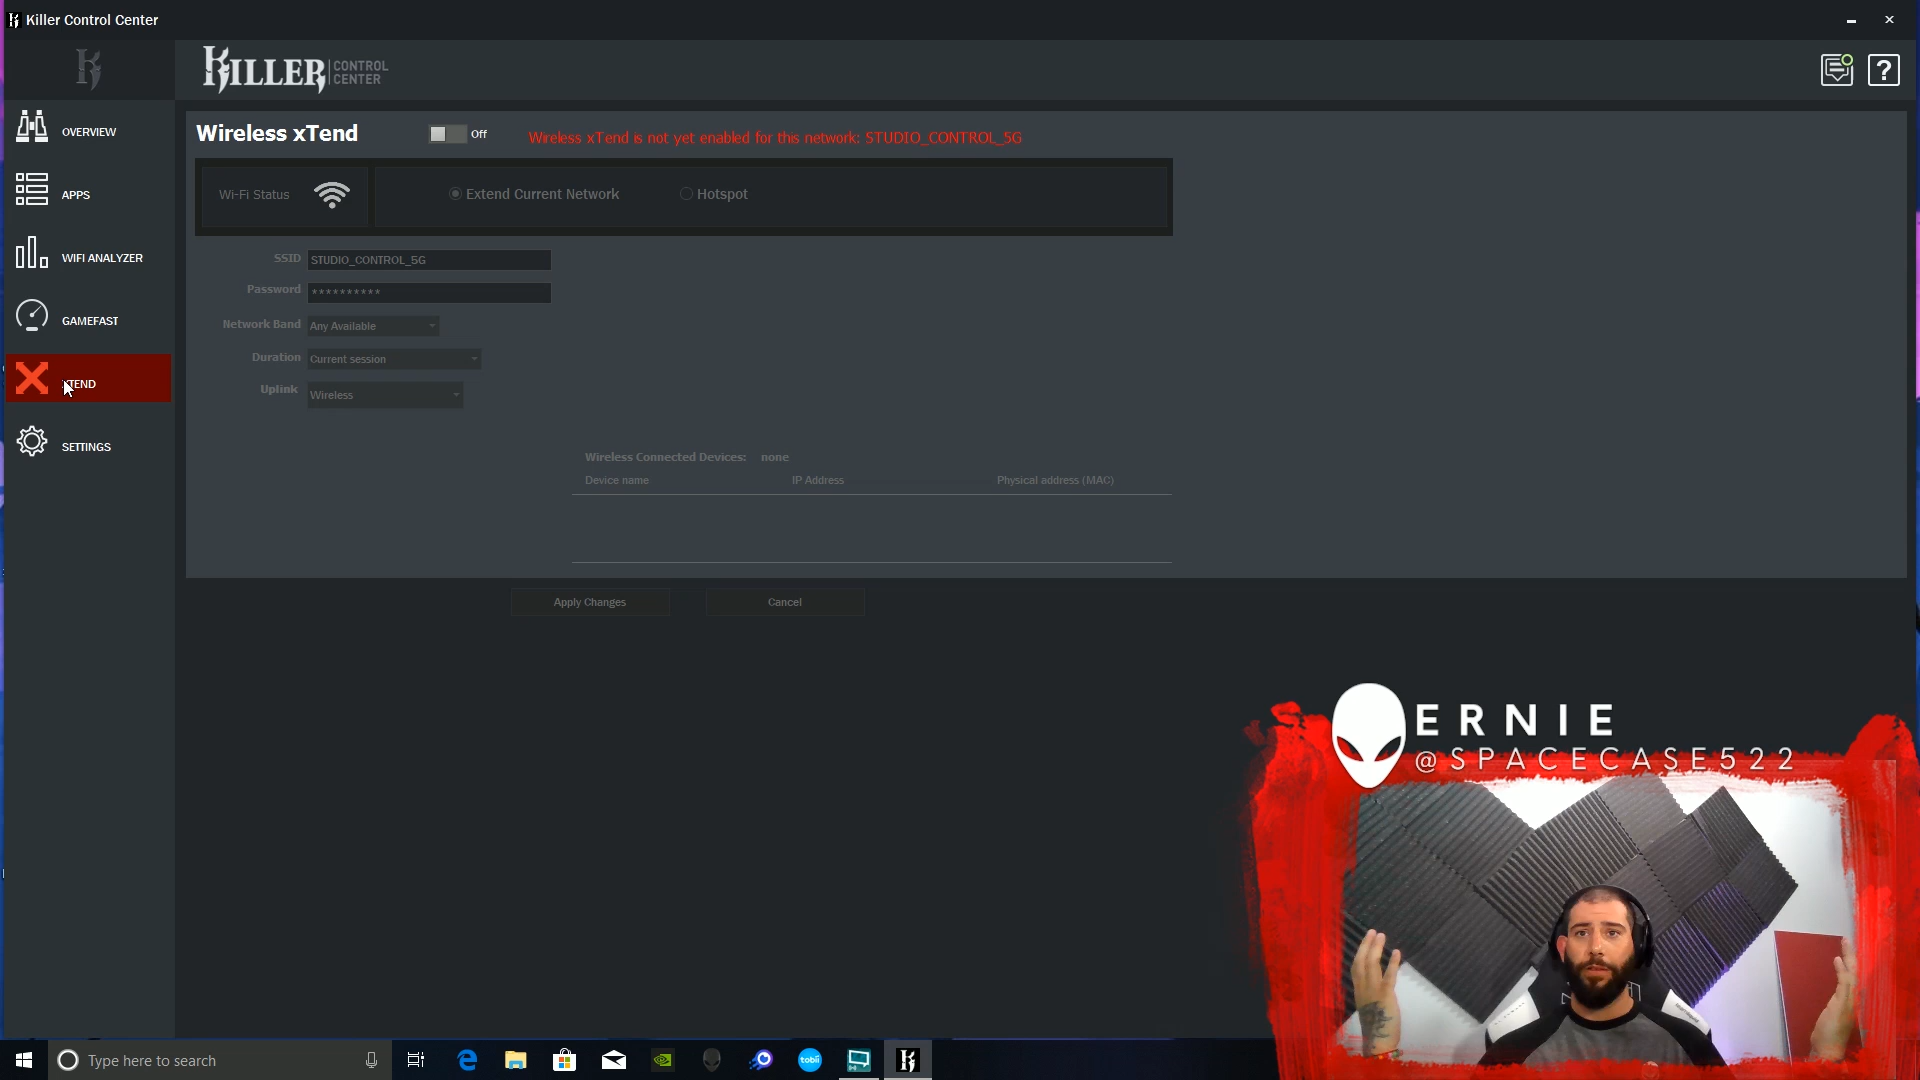 Killer Control Center
KILLER CONTROL CENTER
OVERVIEW
APPS
WIFI ANALYZER
GAMEFAST
XTEND
SETTINGS
Wireless xTend
Off
Wireless xTend is not yet enabled for this network: STUDIO_CONTROL_5G
Wi-Fi Status
Extend Current Network
Hotspot
SSID STUDIO_CONTROL_5G
Password **********
Network Band Any Available
Duration Current session
Uplink Wireless
Wireless Connected Devices: none
Device name IP Address Physical address (MAC)
Apply Changes Cancel
ERNIE
@SPACECASE522
Type here to search
tobii